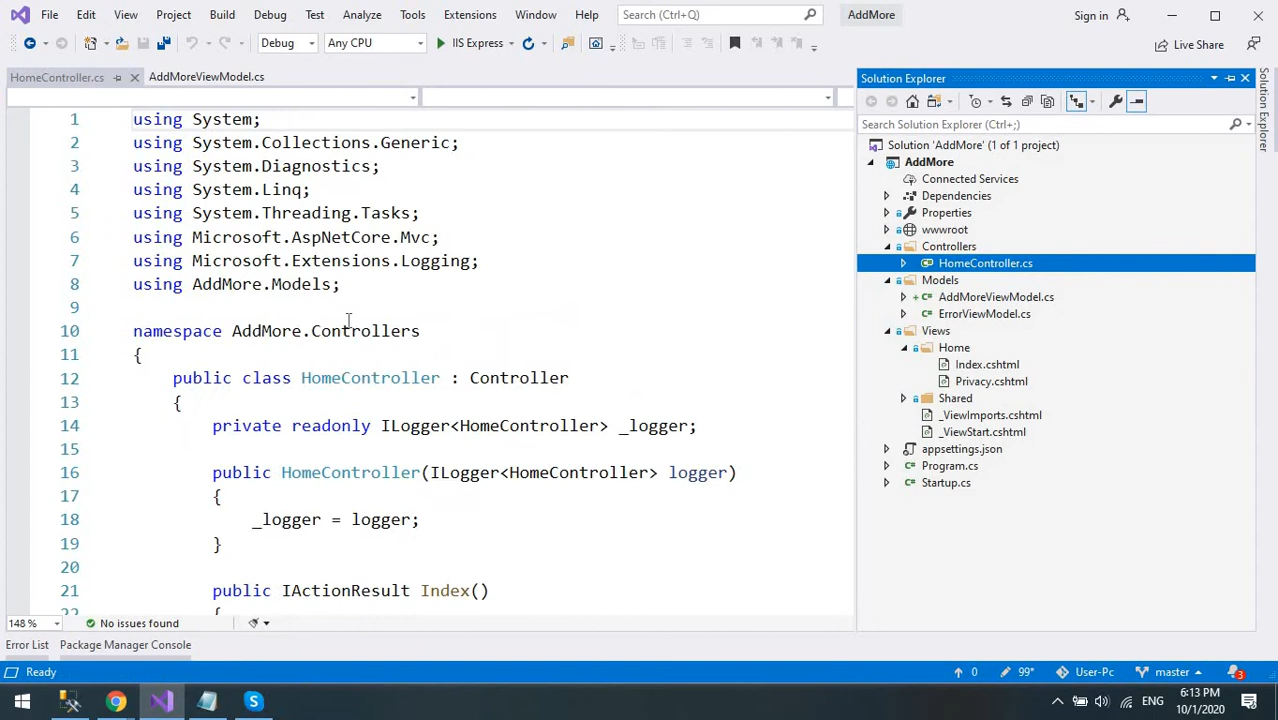 File Edit View Project Build Debug Test Analyze Tools Extensions Window Help Search (Ctrl+Q) AddMore Sign in
Debug Any CPU IIS Express Live Share
HomeController.cs AddMoreViewModel.cs
1 using System;
2 using System.Collections.Generic;
3 using System.Diagnostics;
4 using System.Linq;
5 using System.Threading.Tasks;
6 using Microsoft.AspNetCore.Mvc;
7 using Microsoft.Extensions.Logging;
8 using AddMore.Models;
9
10 namespace AddMore.Controllers
11 {
12 public class HomeController : Controller
13 {
14 private readonly ILogger<HomeController> _logger;
15
16 public HomeController(ILogger<HomeController> logger)
17 {
18 _logger = logger;
19 }
20
21 public IActionResult Index()
22 {
148 % No issues found
Error List Package Manager Console
Solution Explorer
Search Solution Explorer (Ctrl+;)
Solution 'AddMore' (1 of 1 project)
AddMore
Connected Services
Dependencies
Properties
wwwroot
Controllers
HomeController.cs
Models
AddMoreViewModel.cs
ErrorViewModel.cs
Views
Home
Index.cshtml
Privacy.cshtml
Shared
_ViewImports.cshtml
_ViewStart.cshtml
appsettings.json
Program.cs
Startup.cs
Solution Explorer
Ready 0 99* User-Pc master 3
ENG 6:13 PM
10/1/2020